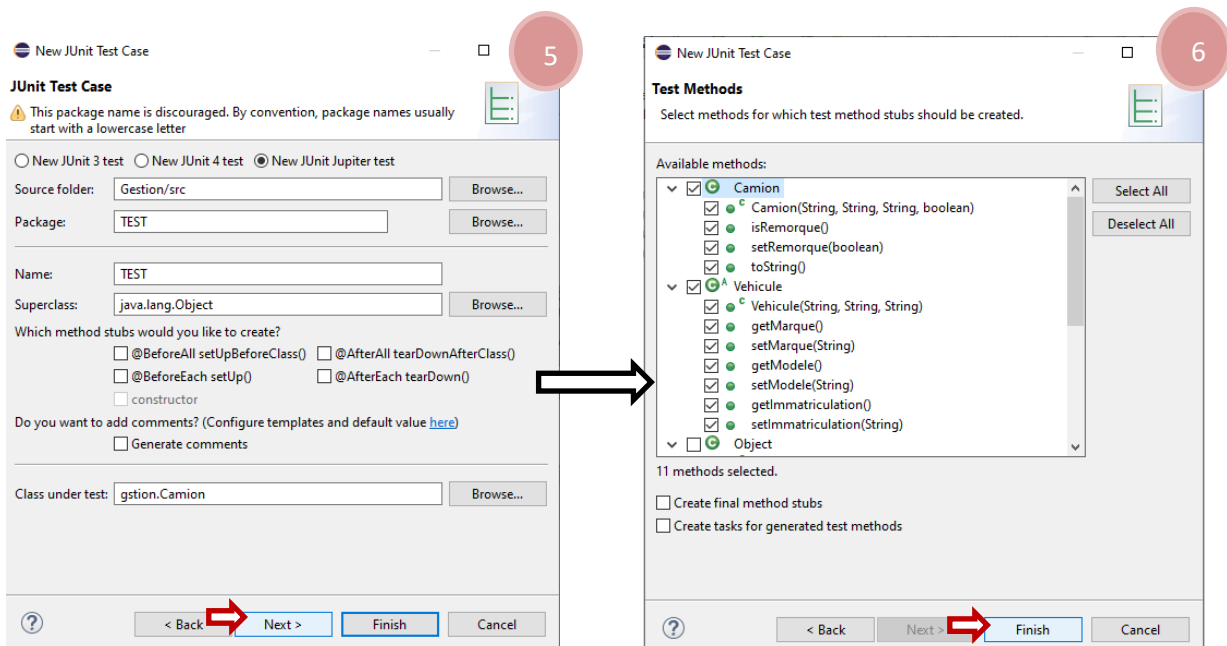 New JUnit Test Case
5
JUnit Test Case
This package name is discouraged. By convention, package names usually
start with a lowercase letter
New JUnit 3 test New JUnit 4 test New JUnit Jupiter test
Source folder: Gestion/src Browse...
Package: TEST Browse...
Name: TEST
Superclass: java.lang.Object Browse...
Which method stubs would you like to create?
@BeforeAll setUpBeforeClass() @AfterAll tearDownAfterClass()
@BeforeEach setUp() @AfterEach tearDown()
constructor
Do you want to add comments? (Configure templates and default value here)
Generate comments
Class under test: gstion.Camion Browse...
? < Back Next > Finish Cancel
New JUnit Test Case
6
Test Methods
Select methods for which test method stubs should be created.
Available methods:
C Camion Select All
C Camion(String, String, String, boolean)
isRemorque() Deselect All
setRemorque(boolean)
toString()
C A Vehicule
C Vehicule(String, String, String)
getMarque()
setMarque(String)
getModele()
setModele(String)
getImmatriculation()
setImmatriculation(String)
C Object
11 methods selected.
Create final method stubs
Create tasks for generated test methods
? < Back Next > Finish Cancel